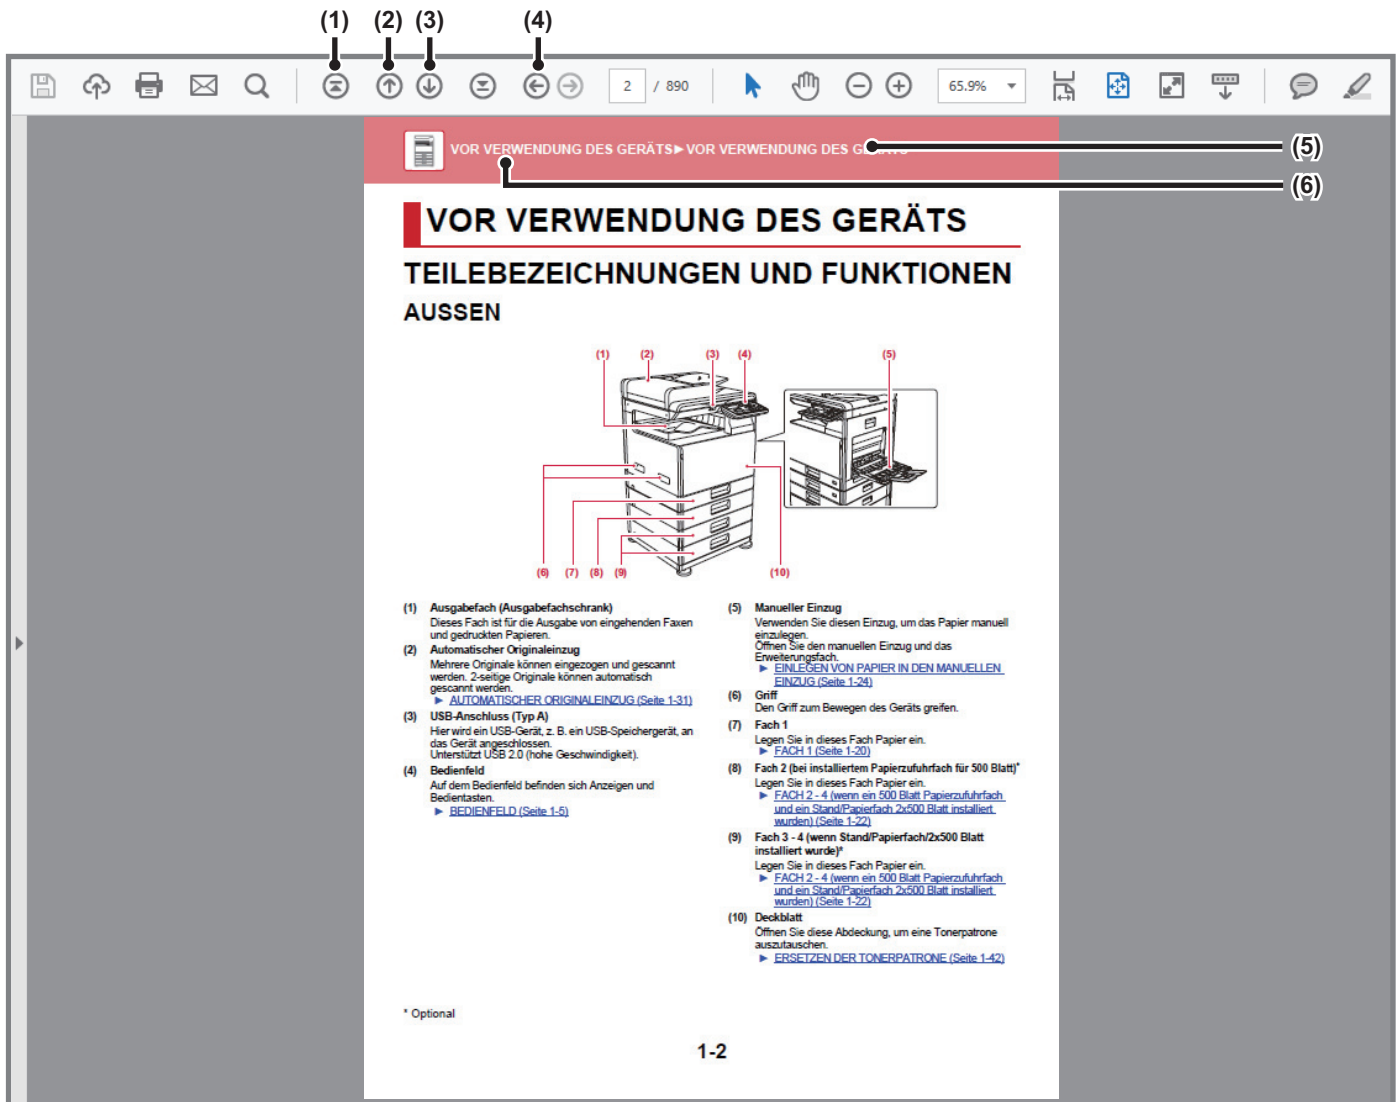 (1) (2) (3) (4)
2 / 890 65.9%
VOR VERWENDUNG DES GERÄTS►VOR VERWENDUNG DES
(5)
(6)
VOR VERWENDUNG DES GERÄTS
TEILEBEZEICHNUNGEN UND FUNKTIONEN
AUSSEN
(1) (2) (3) (4) (5)
(6) (7) (8) (9) (10)
(1) Ausgabefach (Ausgabefachschrank)
Dieses Fach ist für die Ausgabe von eingehenden Faxen
und gedruckten Papieren.
(2) Automatischer Originaleinzug
Mehrere Originale können eingezogen und gescannt
werden. 2-seitige Originale können automatisch
gescannt werden.
► AUTOMATISCHER ORIGINALEINZUG (Seite 1-31)
(3) USB-Anschluss (Typ A)
Hier wird ein USB-Gerät, z. B. ein USB-Speichergerät, an
das Gerät angeschlossen.
Unterstützt USB 2.0 (hohe Geschwindigkeit).
(4) Bedienfeld
Auf dem Bedienfeld befinden sich Anzeigen und
Bedientasten.
► BEDIENFELD (Seite 1-5)
(5) Manueller Einzug
Verwenden Sie diesen Einzug, um das Papier manuell
einzulegen.
Öffnen Sie den manuellen Einzug und das
Erweiterungsfach.
► EINLEGEN VON PAPIER IN DEN MANUELLEN
EINZUG (Seite 1-24)
(6) Griff
Den Griff zum Bewegen des Geräts greifen.
(7) Fach 1
Legen Sie in dieses Fach Papier ein.
► FACH 1 (Seite 1-20)
(8) Fach 2 (bei installiertem Papierzufuhrfach für 500 Blatt)*
Legen Sie in dieses Fach Papier ein.
► FACH 2 - 4 (wenn ein 500 Blatt Papierzufuhrfach
und ein Stand/Papierfach 2x500 Blatt installiert
wurden) (Seite 1-22)
(9) Fach 3 - 4 (wenn Stand/Papierfach/2x500 Blatt
installiert wurde)*
Legen Sie in dieses Fach Papier ein.
► FACH 2 - 4 (wenn ein 500 Blatt Papierzufuhrfach
und ein Stand/Papierfach 2x500 Blatt installiert
wurden) (Seite 1-22)
(10) Deckblatt
Öffnen Sie diese Abdeckung, um eine Tonerpatrone
auszutauschen.
► ERSETZEN DER TONERPATRONE (Seite 1-42)
* Optional
1-2